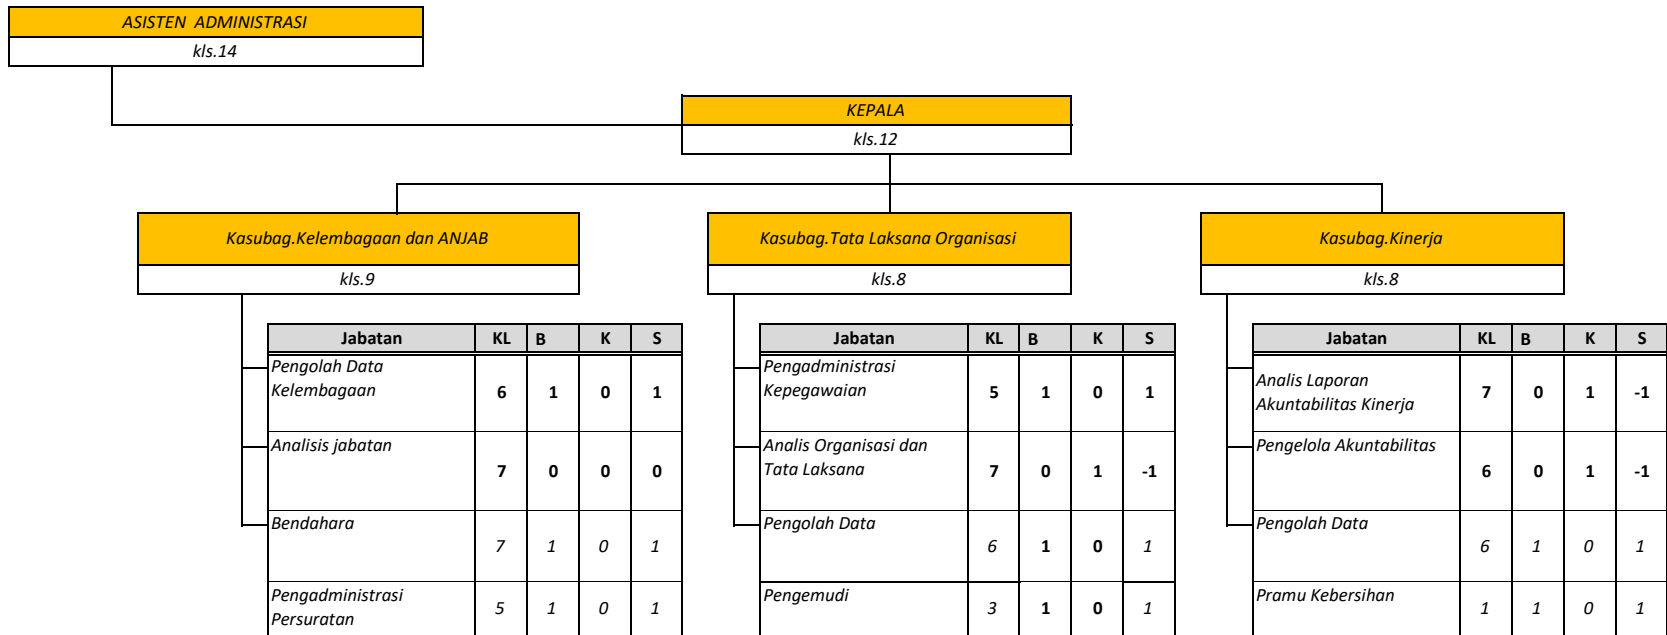 ASISTEN ADMINISTRASI
kls.14
KEPALA
kls.12
Kasubag.Kelembagaan dan ANJAB
kls.9
Kasubag.Tata Laksana Organisasi
kls.8
Kasubag.Kinerja
kls.8
Jabatan KL B K S
Pengolah Data
Kelembagaan 6 1 0 1
Analisis jabatan 7 0 0 0
Bendahara 7 1 0 1
Pengadministrasi
Persuratan 5 1 0 1
Jabatan KL B K S
Pengadministrasi
Kepegawaian 5 1 0 1
Analis Organisasi dan
Tata Laksana 7 0 1 -1
Pengolah Data 6 1 0 1
Pengemudi 3 1 0 1
Jabatan KL B K S
Analis Laporan
Akuntabilitas Kinerja 7 0 1 -1
Pengelola Akuntabilitas 6 0 1 -1
Pengolah Data 6 1 0 1
Pramu Kebersihan 1 1 0 1